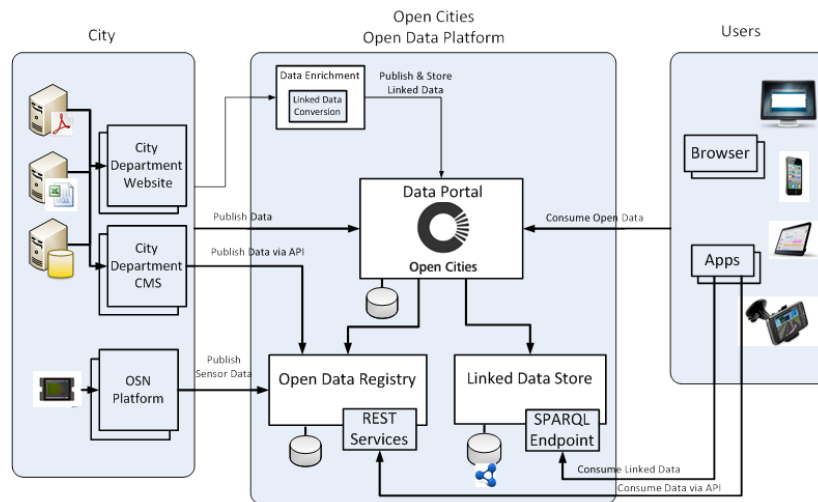 City
Open Cities
Open Data Platform
Users
Data Enrichment
Linked Data
Conversion
Publish & Store
Linked Data
City
Department
Website
Browser
Data Portal
Publish Data
Consume Open Data
Publish Data via API
City
Department
CMS
Open Cities
Apps
Publish
Sensor Data
OSN
Platform
Open Data Registry
Linked Data Store
REST
Services
SPARQL
Endpoint
Consume Linked Data
Consume Data via API